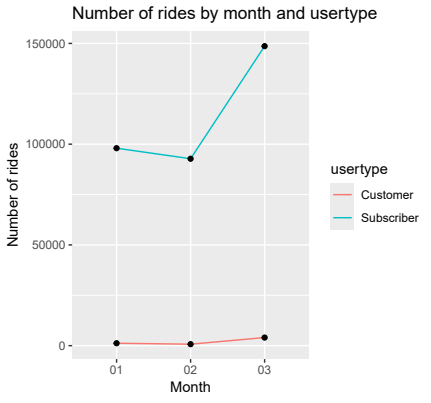 Number of rides by month and usertype
150000
100000
50000
0
Number of rides
01 02 03
Month
usertype
Customer
Subscriber